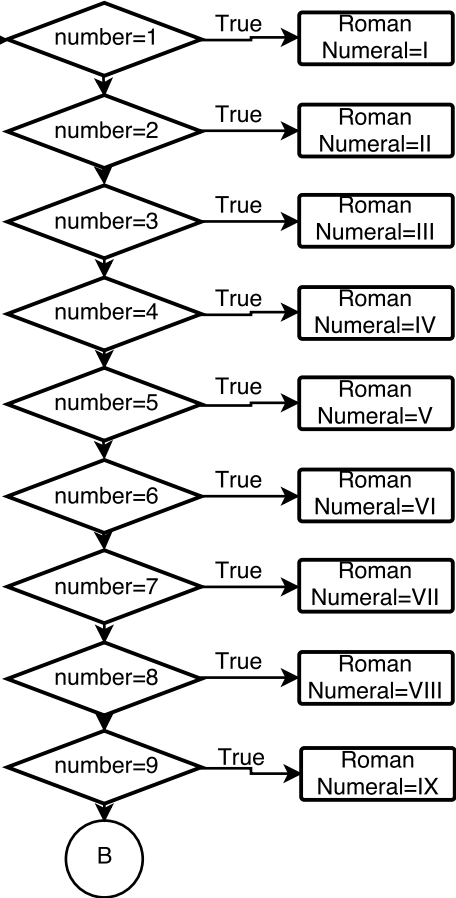 number=1
True
Roman
Numeral=I
number=2
True
Roman
Numeral=II
number=3
True
Roman
Numeral=III
number=4
True
Roman
Numeral=IV
number=5
True
Roman
Numeral=V
number=6
True
Roman
Numeral=VI
number=7
True
Roman
Numeral=VII
number=8
True
Roman
Numeral=VIII
number=9
True
Roman
Numeral=IX
B